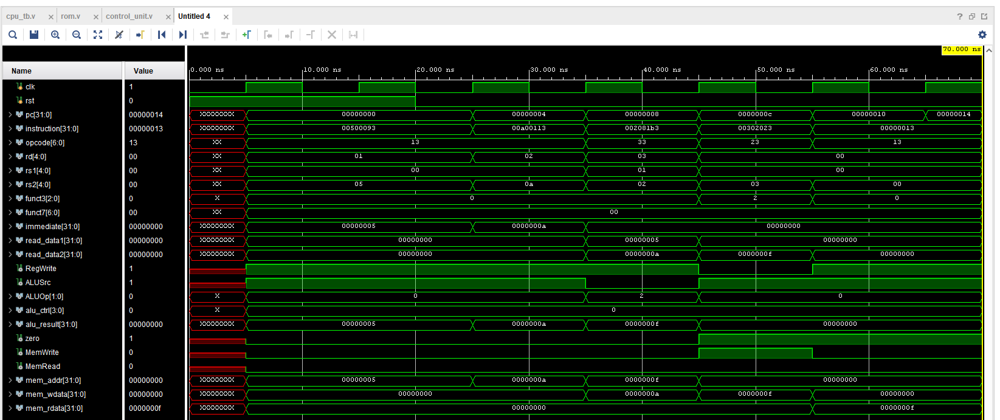 cpu_tb.v × rom.v × control_unit.v × Untitled 4 ×
?
70.000 ns
Name Value
0.000 ns 10.000 ns 20.000 ns 30.000 ns 40.000 ns 50.000 ns 60.000 ns
clk 1
rst 0
pc[31:0] 00000014 XXXXXXXX 00000000 00000004 00000008 0000000c 00000010 00000014
instruction[31:0] 00000013 XXXXXXXX 00500093 00a00113 002081b3 00302023 00000013
opcode[6:0] 13 XX 13 33 23 13
rd[4:0] 00 XX 01 02 03 00
rs1[4:0] 00 XX 00 01 00
rs2[4:0] 00 XX 05 0a 02 03 00
funct3[2:0] 0 X 0 2 0
funct7[6:0] 00 XX 00
immediate[31:0] 00000000 XXXXXXXX 00000005 0000000a 00000000
read_data1[31:0] 00000000 XXXXXXXX 00000000 00000005 00000000
read_data2[31:0] 00000000 XXXXXXXX 00000000 0000000a 0000000f 00000000
RegWrite 1
ALUSrc 1
ALUOp[1:0] 0 X 0 2 0
alu_ctrl[3:0] 0 X 0
alu_result[31:0] 00000000 XXXXXXXX 00000005 0000000a 0000000f 00000000
zero 1
MemWrite 0
MemRead 0
mem_addr[31:0] 00000000 XXXXXXXX 00000005 0000000a 0000000f 00000000
mem_wdata[31:0] 00000000 XXXXXXXX 00000000 0000000a 0000000f 00000000
mem_rdata[31:0] 0000000f XXXXXXXX 00000000 0000000f